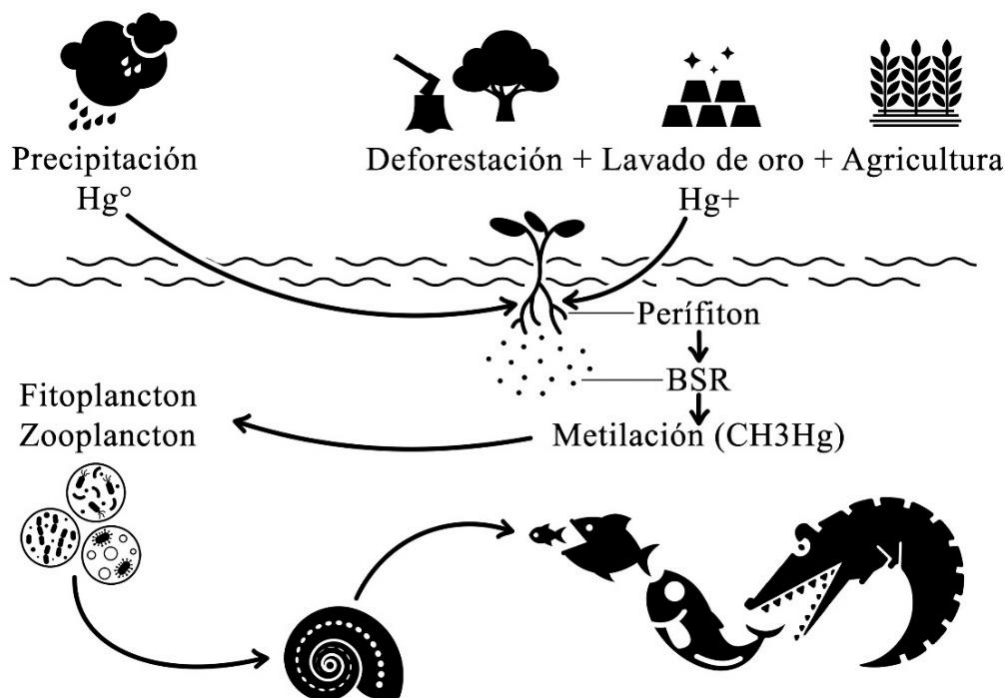 Precipitación
Hg°
Deforestación + Lavado de oro + Agricultura
Hg+
Perífiton
BSR
Metilación (CH3Hg)
Fitoplancton
Zooplancton